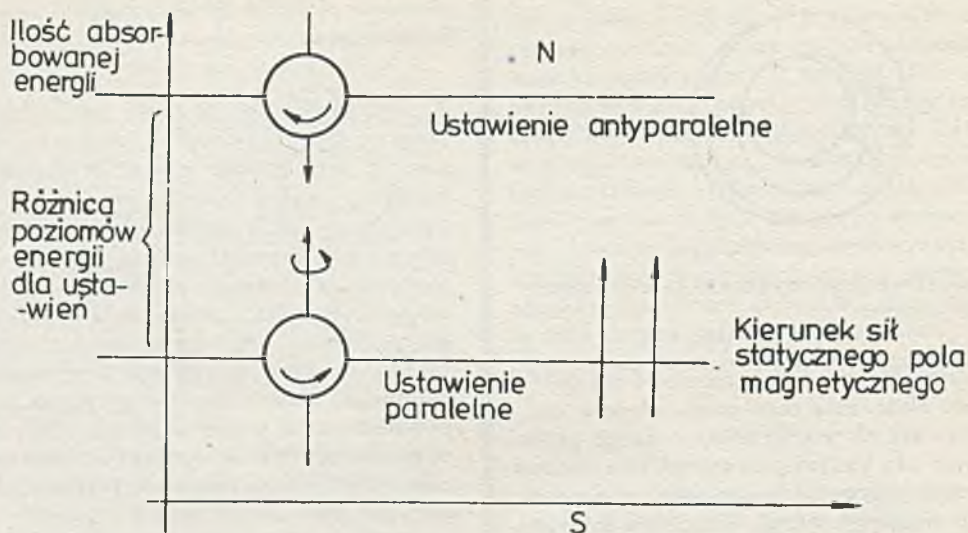 Ilość absor-
bowanej
energii
N
Ustawienie antyparalelne
Różnica
poziomów
energii
dla usta-
-wień
Kierunek sił
statycznego pola
magnetycznego
Ustawienie
paralelne
S